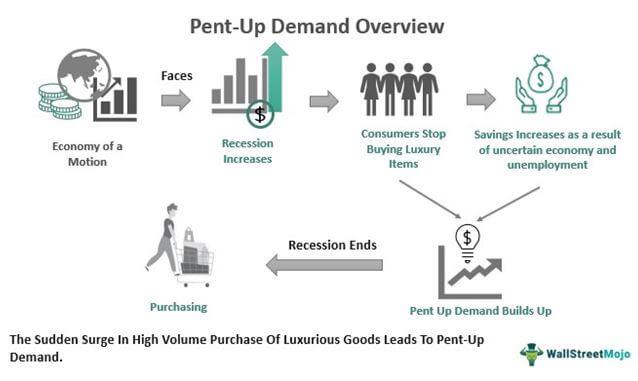 Pent-Up Demand Overview
Faces
Economy of a
Motion
$
Recession
Increases
Consumers Stop
Buying Luxury
Items
$
Savings Increases as a result
of uncertain economy and
unemployment
$
Pent Up Demand Builds Up
Recession Ends
Purchasing
The Sudden Surge In High Volume Purchase Of Luxurious Goods Leads To Pent-Up
Demand.
WallStreetMojo